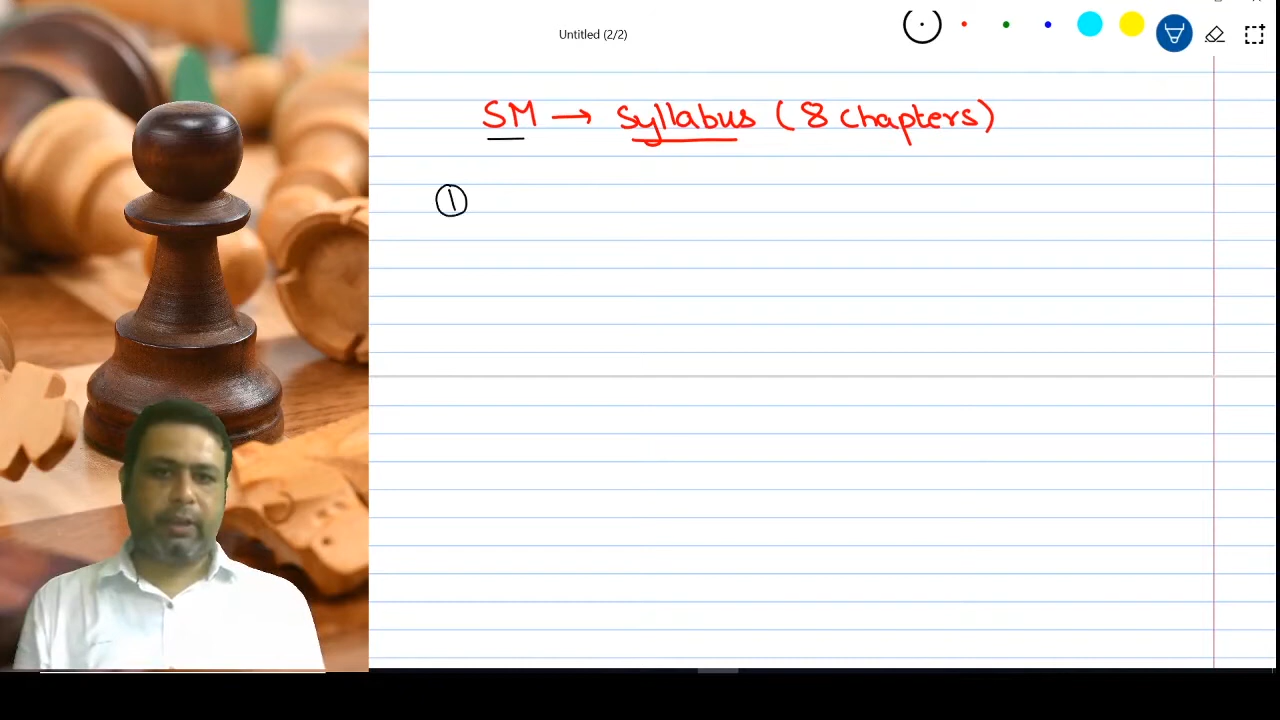 Untitled (2/2)
SM → Syllabus (8 chapters)
①